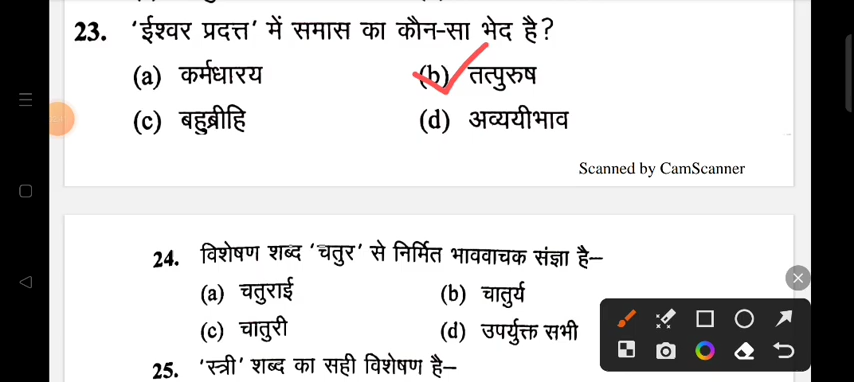 23. 'ईश्वर प्रदत्त' में समास का कौन-सा भेद है?
(a) कर्मधारय (b) तत्पुरुष
(c) बहुब्रीहि (d) अव्ययीभाव
Scanned by CamScanner
24. विशेषण शब्द 'चतुर' से निर्मित भाववाचक संज्ञा है–
(a) चतुराई (b) चातुर्य
(c) चातुरी (d) उपर्युक्त सभी
25. 'स्त्री' शब्द का सही विशेषण है–